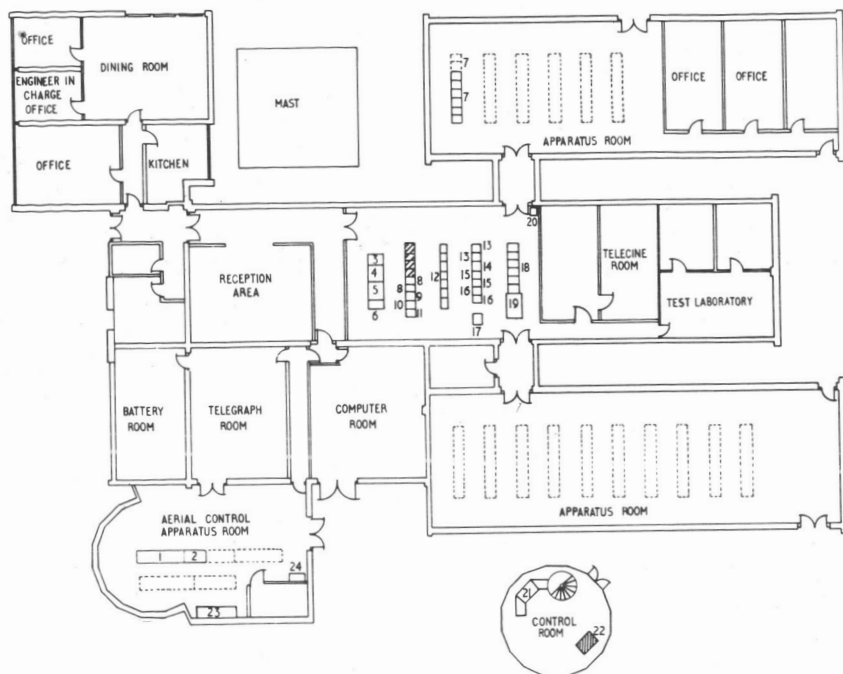 OFFICE
DINING ROOM
ENGINEER IN
CHARGE
OFFICE
OFFICE
KITCHEN
MAST
7
7
OFFICE
OFFICE
APPARATUS ROOM
20
RECEPTION
AREA
3
4
5
6
8
8
9
10
11
12
13
13
14
15
15
16
16
17
18
19
TELECINE
ROOM
TEST LABORATORY
BATTERY
ROOM
TELEGRAPH
ROOM
COMPUTER
ROOM
APPARATUS ROOM
AERIAL CONTROL
APPARATUS ROOM
1
2
24
23
21
CONTROL
ROOM
22